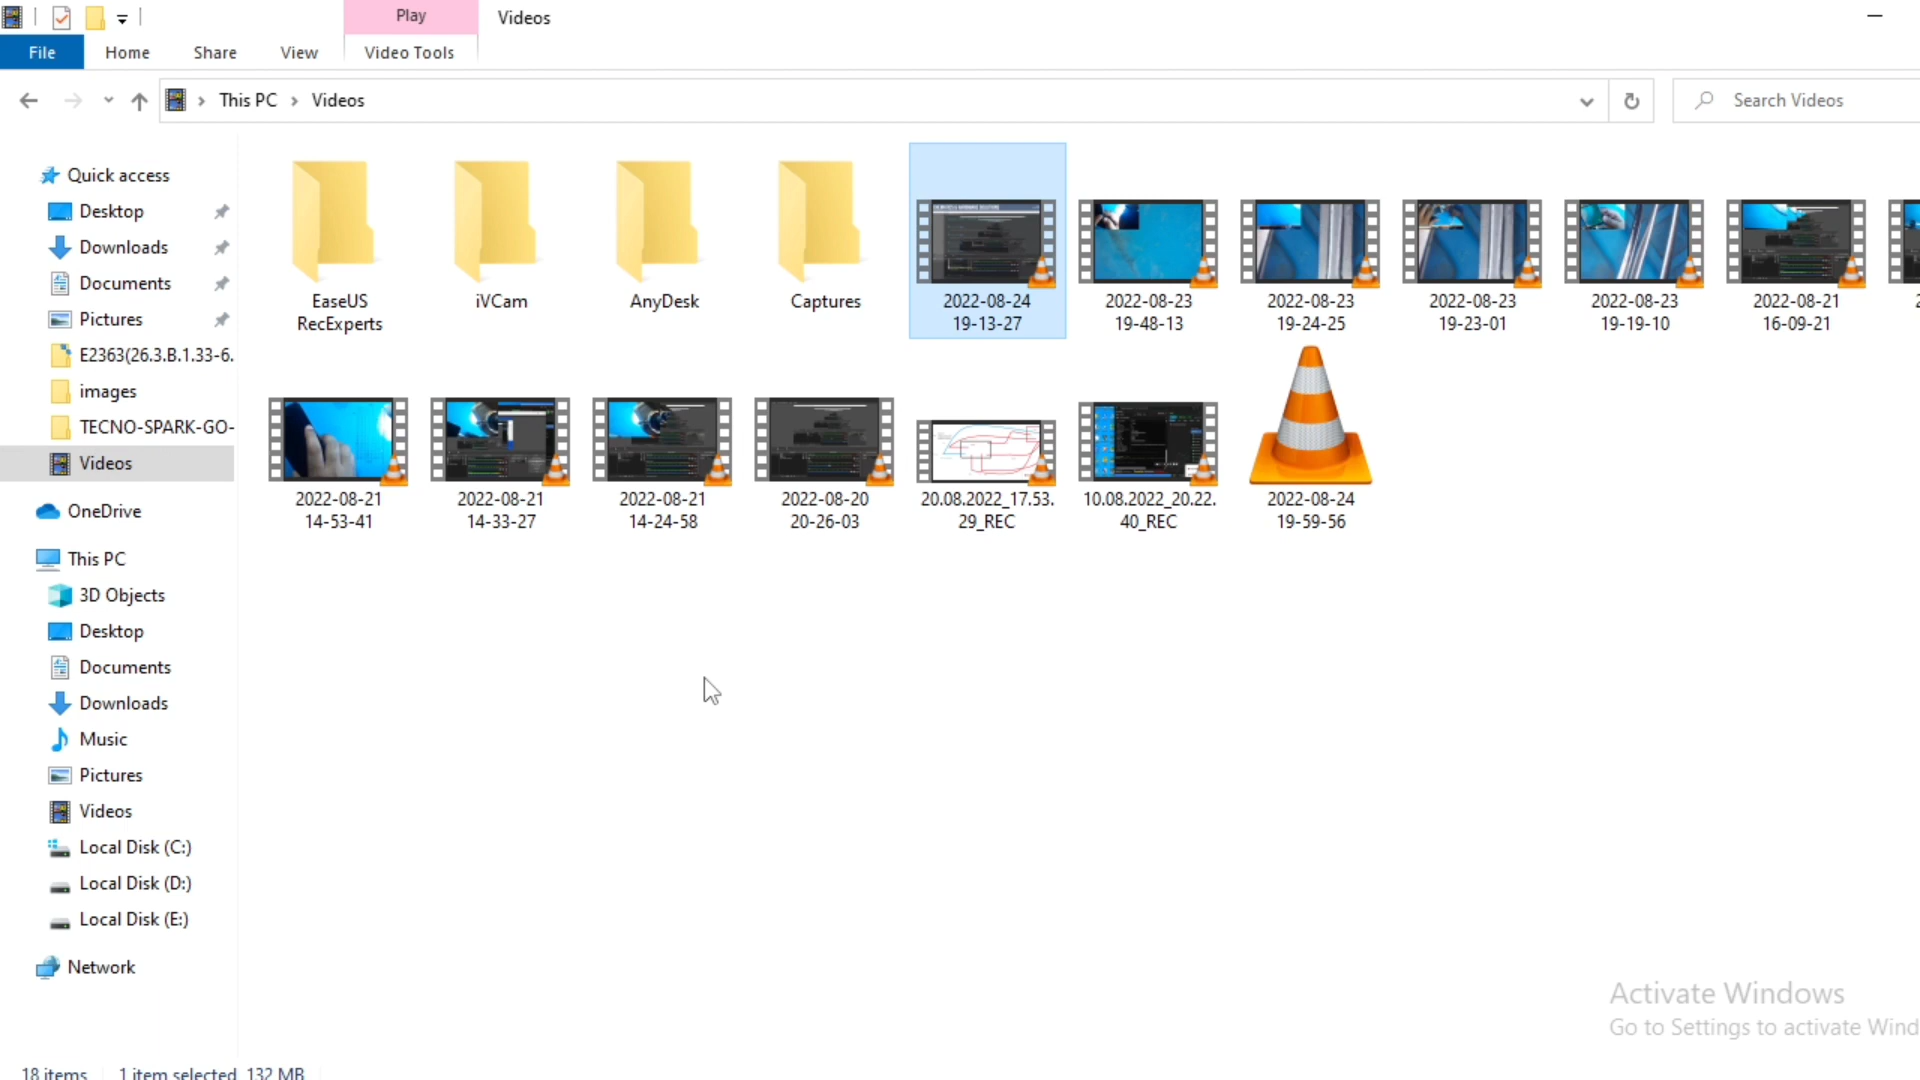 Play
Videos
File
Home
Share
View
Video Tools
This PC
Videos
Search Videos
Quick access
Desktop
Downloads
Documents
Pictures
E2363(26.3.B.1.33-6.
images
TECNO-SPARK-GO-
Videos
OneDrive
This PC
3D Objects
Desktop
Documents
Downloads
Music
Pictures
Videos
Local Disk (C:)
Local Disk (D:)
Local Disk (E:)
Network
EaseUS
RecExperts
iVCam
AnyDesk
Captures
2022-08-24
19-13-27
2022-08-23
19-48-13
2022-08-23
19-24-25
2022-08-23
19-23-01
2022-08-23
19-19-10
2022-08-21
16-09-21
2022-08-21
14-53-41
2022-08-21
14-33-27
2022-08-21
14-24-58
2022-08-20
20-26-03
20.08.2022_17.53.
29_REC
10.08.2022_20.22.
40_REC
2022-08-24
19-59-56
Activate Windows
Go to Settings to activate Wind
18 items
1 item selected 132 MB